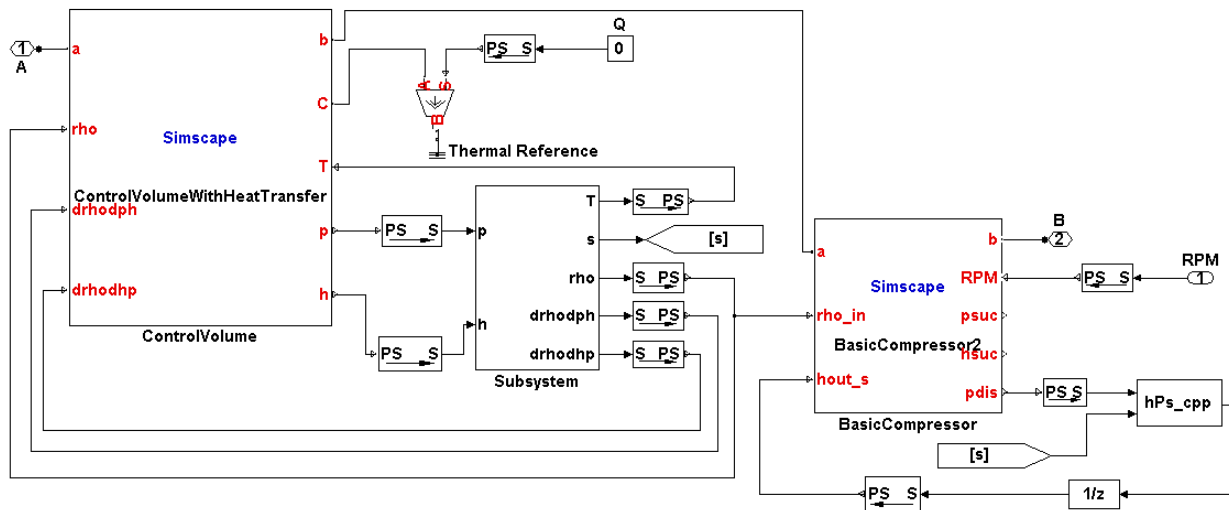 1
A
a
b
C
rho
Simscape
T
ControlVolumeWithHeatTransfer
drhodph
p
drhodhp
h
ControlVolume
A
S
B
Thermal Reference
PS S
Q
0
S PS
PS S
PS S
p
h
T
s
rho
drhodph
drhodhp
Subsystem
[s]
S PS
S PS
S PS
a
b
B
2
Simscape
RPM
PS S
RPM
1
rho_in
psuc
BasicCompressor2
hsuc
hout_s
pdis
PS S
hPs_cpp
BasicCompressor
[s]
PS S
1/z